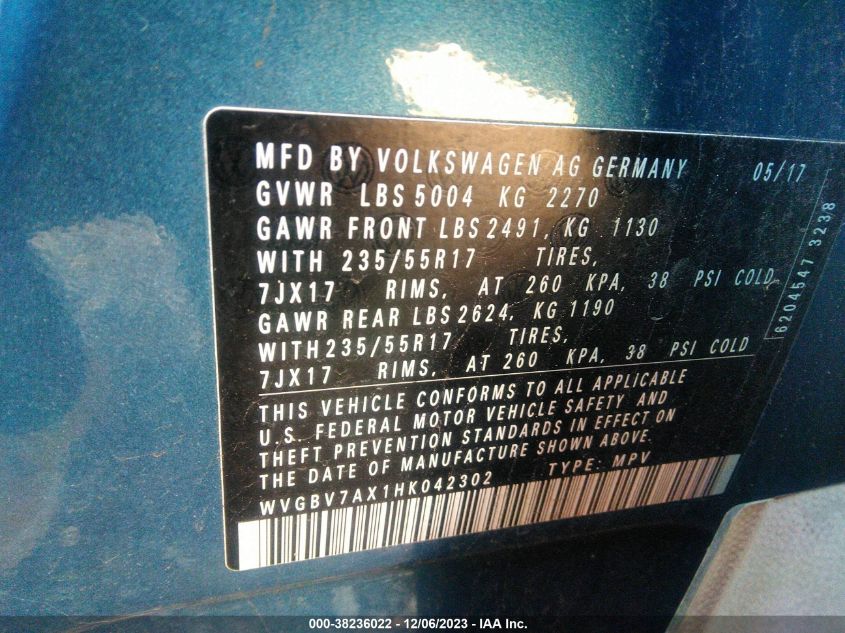 MFD BY VOLKSWAGEN AG GERMANY 05/17
GVWR LBS 5004 KG 2270
GAWR FRONT LBS 2491, KG 1130
WITH 235/55R17 TIRES,
7JX17 RIMS, AT 260 KPA, 38 PSI COLD
GAWR REAR LBS 2624, KG 1190
WITH 235/55R17 TIRES,
7JX17 RIMS, AT 260 KPA, 38 PSI COLD
THIS VEHICLE CONFORMS TO ALL APPLICABLE
U.S. FEDERAL MOTOR VEHICLE SAFETY AND
THEFT PREVENTION STANDARDS IN EFFECT ON
THE DATE OF MANUFACTURE SHOWN ABOVE.
WVGBV7AX1HK042302 TYPE: MPV
6204547 3238
000-38236022 - 12/06/2023 - IAA Inc.